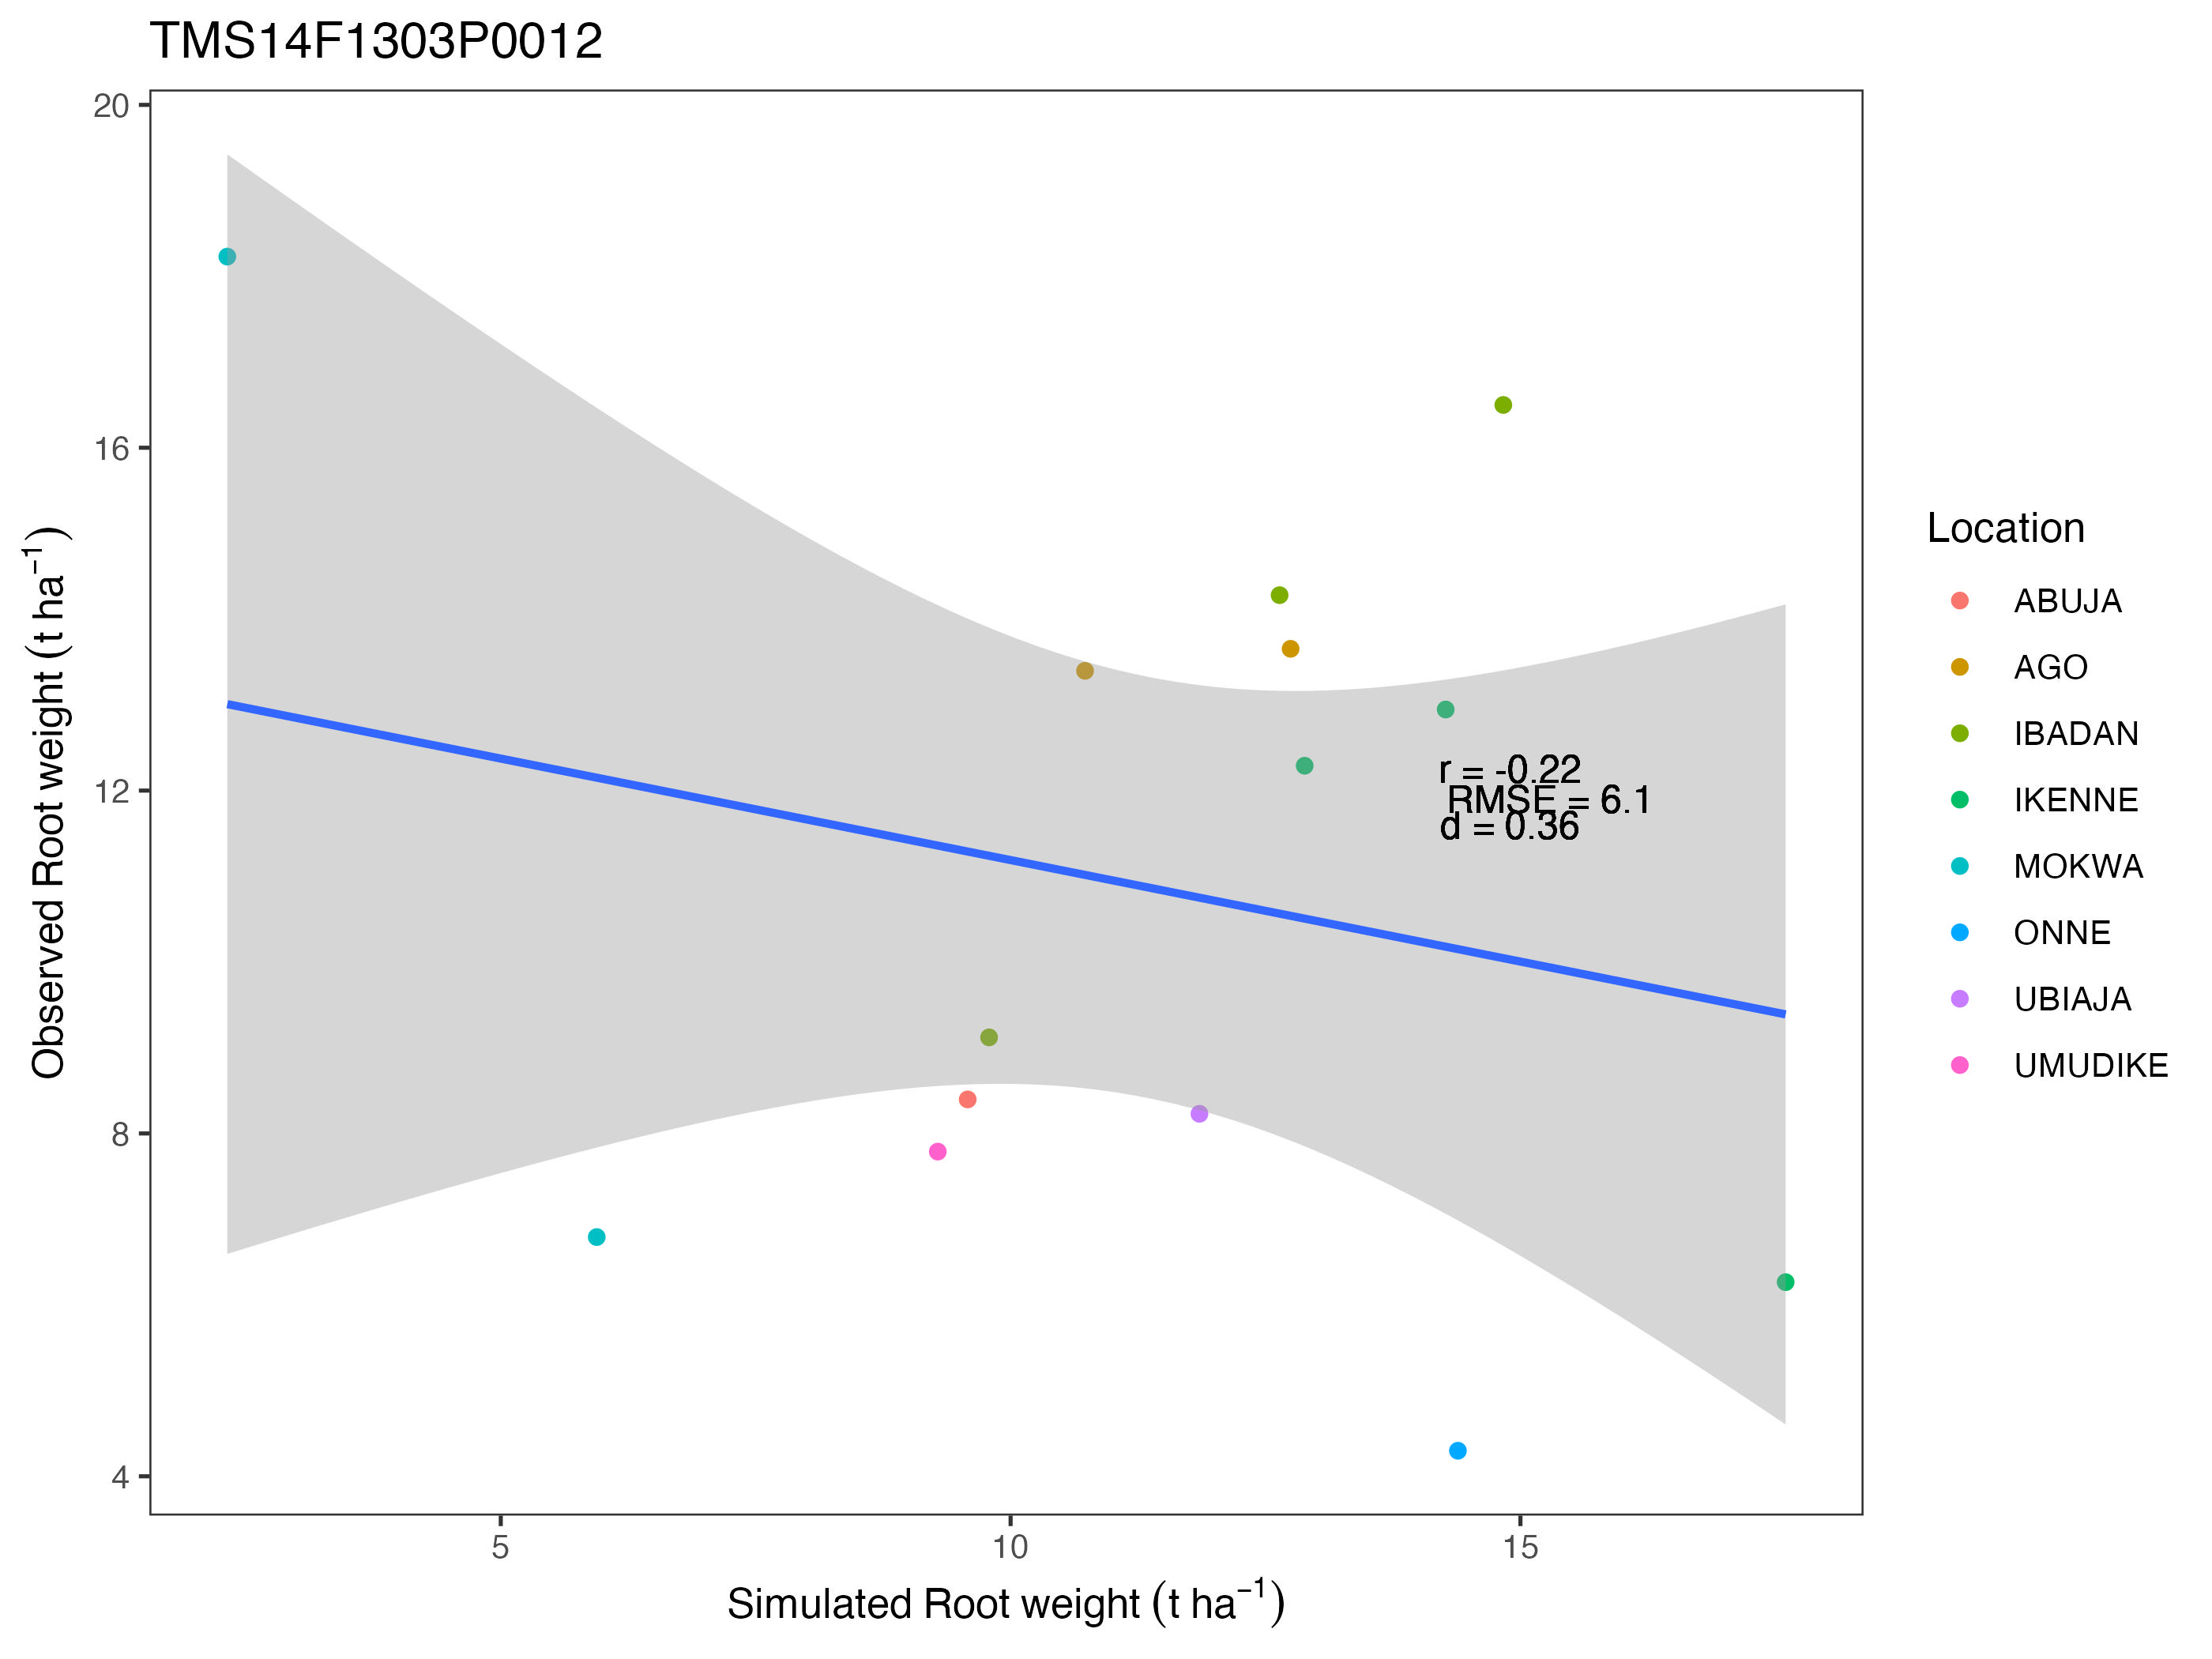 TMS14F1303P0012
20
16
12
8
4
Observed Root weight (t ha⁻¹)
r = -0.22
RMSE = 6.1
d = 0.36
5
10
15
Simulated Root weight (t ha⁻¹)
Location
ABUJA
AGO
IBADAN
IKENNE
MOKWA
ONNE
UBIAJA
UMUDIKE